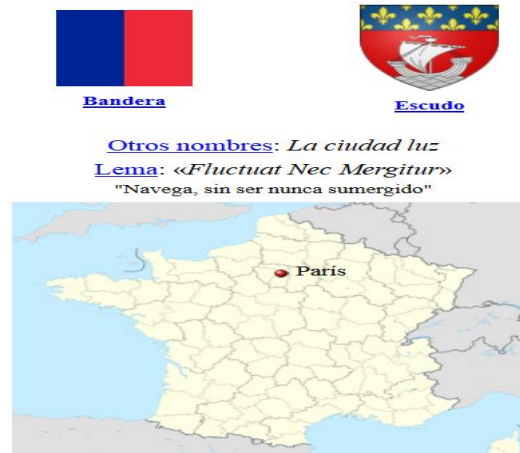 Bandera
Escudo
Otros nombres: La ciudad luz
Lema: «Fluctuat Nec Mergitur»
"Navega, sin ser nunca sumergido"
París